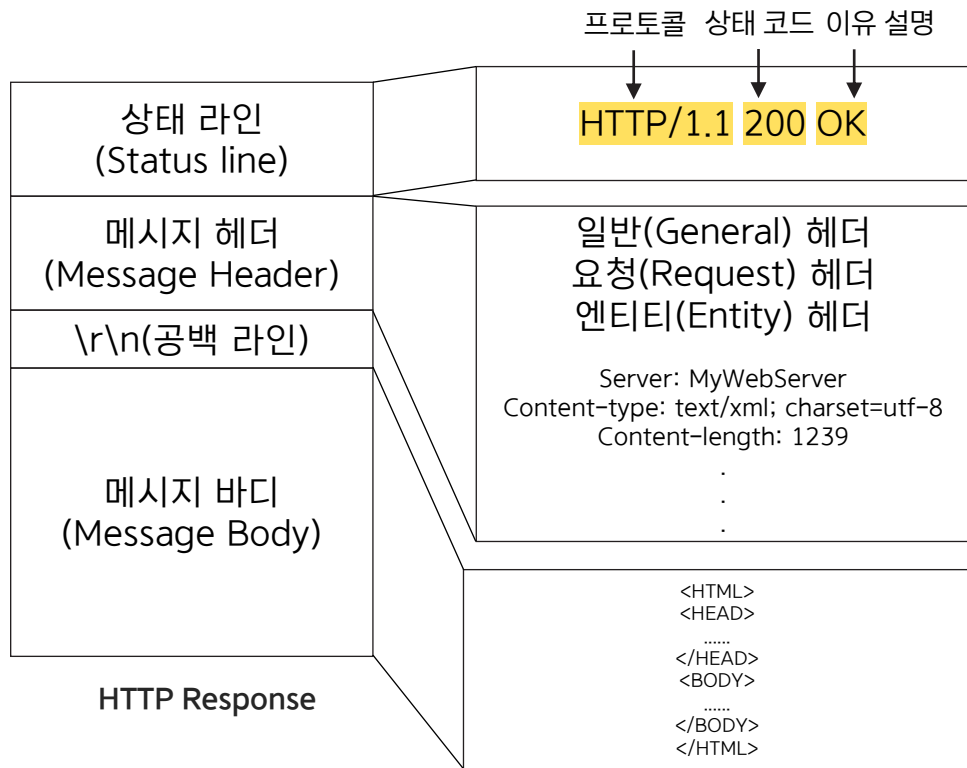 프로토콜 상태 코드 이유 설명
HTTP/1.1 200 OK
상태 라인
(Status line)
메시지 헤더
(Message Header)
\r\n(공백 라인)
메시지 바디
(Message Body)
HTTP Response
일반(General) 헤더
요청(Request) 헤더
엔티티(Entity) 헤더
Server: MyWebServer
Content-type: text/xml; charset=utf-8
Content-length: 1239
.
.
.
<HTML>
<HEAD>
......
</HEAD>
<BODY>
......
</BODY>
</HTML>